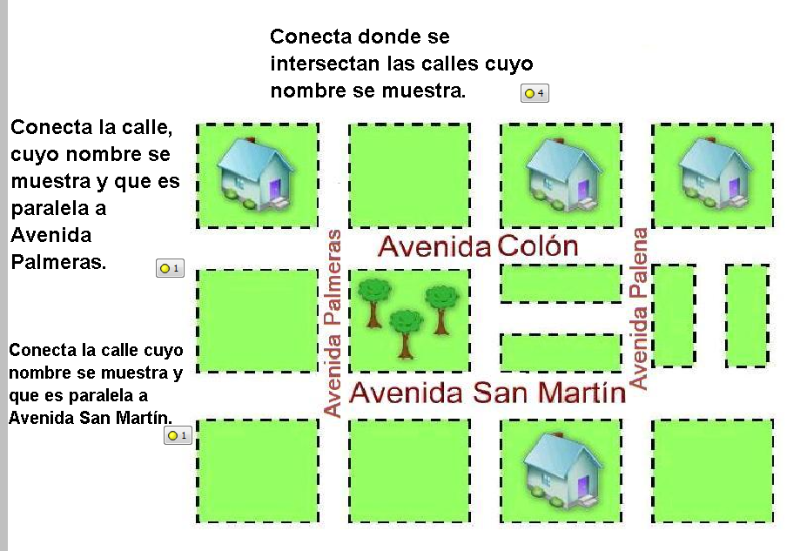 Conecta donde se
intersectan las calles cuyo
nombre se muestra.
4
Conecta la calle,
cuyo nombre se
muestra y que es
paralela a
Avenida
Palmeras.
1
Conecta la calle cuyo
nombre se muestra y
que es paralela a
Avenida San Martín.
1
Avenida Colón
Avenida Palmeras
Avenida Palena
Avenida San Martín